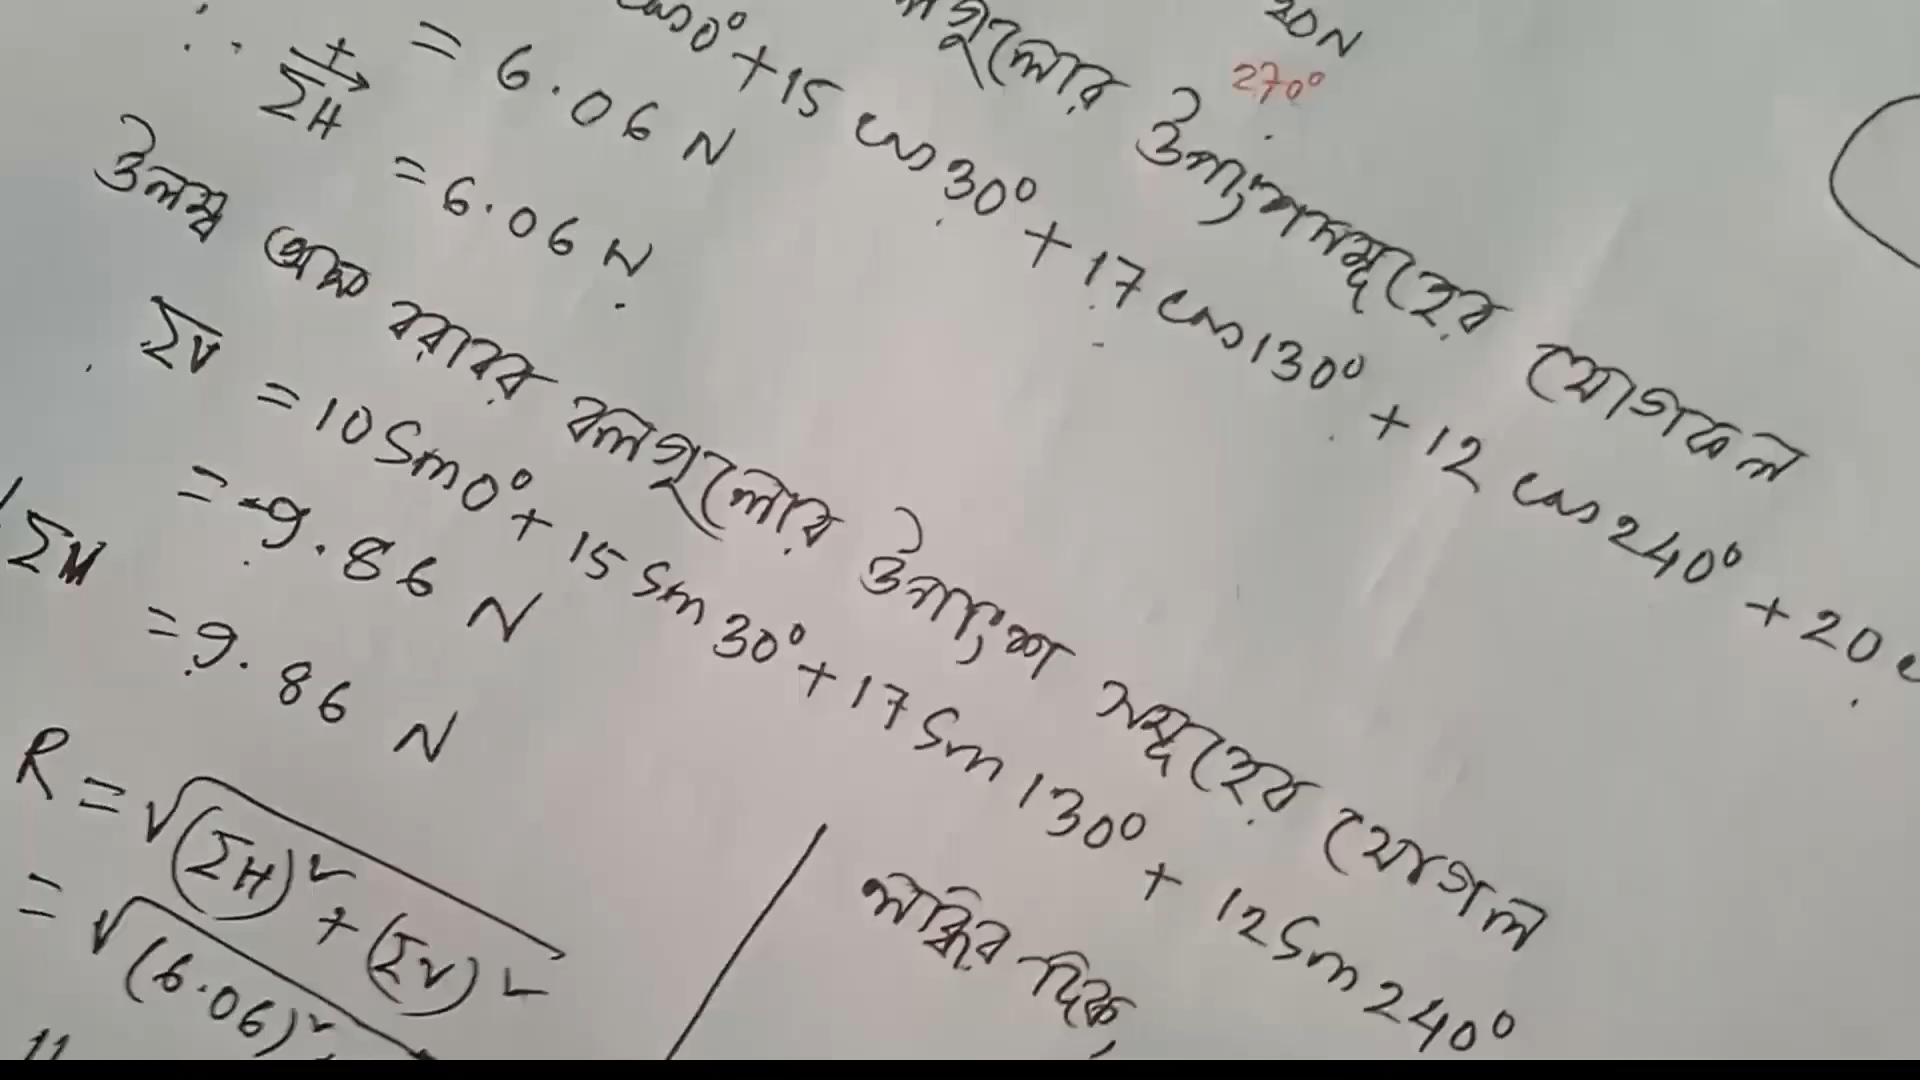 20N
270°
গুলোর উপাংশসমূহের যোগফল
cos0° + 15 cos30° + 17 cos130° + 12 cos240° + 20
= 6.06 N
∴ ΣH = 6.06 N
উলম্ব অক্ষ বরাবর বলগুলোর উপাংশ সমূহের যোগফল
ΣV = 10 Sin0° + 15 Sin30° + 17 Sin130° + 12 Sin240°
= -9.86 N
ΣV = 9.86 N
R = √(ΣH)² + (ΣV)²
= √(6.06)²
লব্ধির দিক,